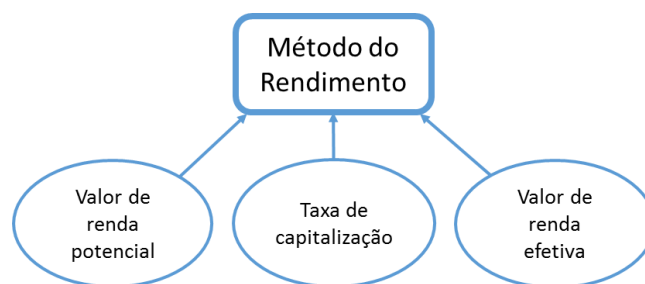 Método do
Rendimento
Valor de
renda
potencial
Taxa de
capitalização
Valor de
renda
efetiva